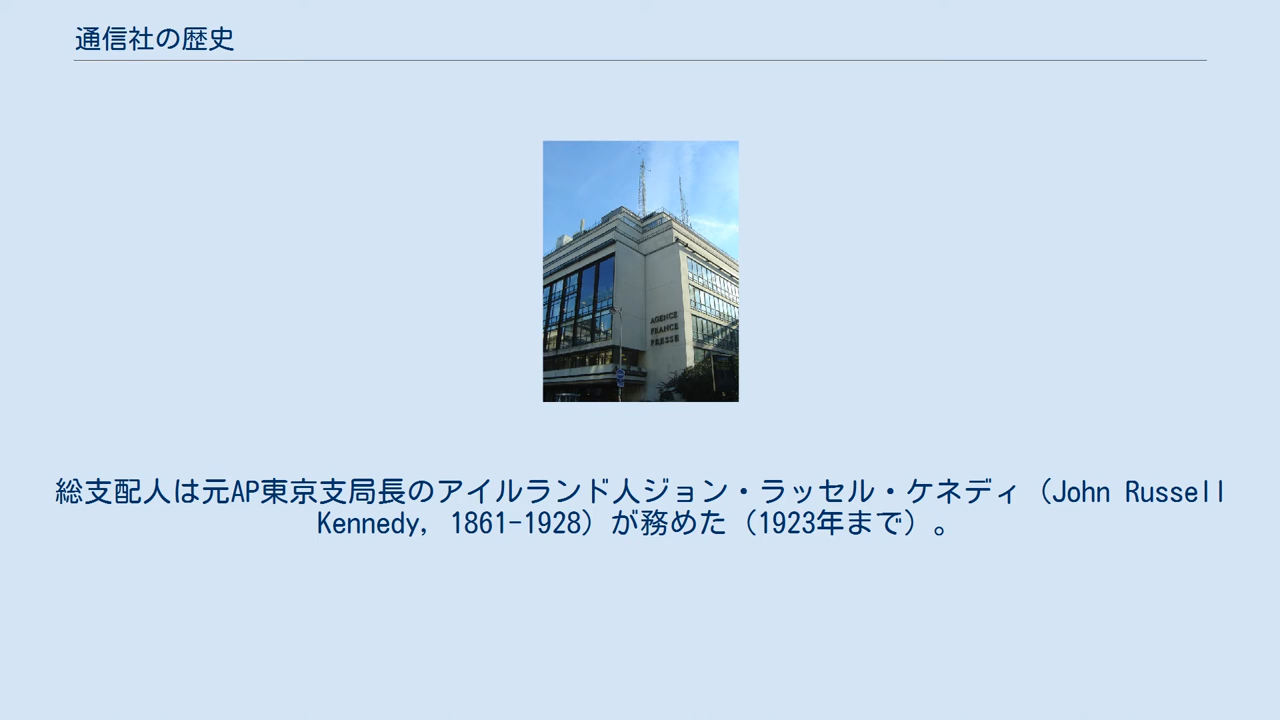 通信社の歴史
AGENCE
FRANCE
PRESSE
総支配人は元AP東京支局長のアイルランド人ジョン・ラッセル・ケネディ（John Russell
Kennedy, 1861-1928）が務めた（1923年まで）。